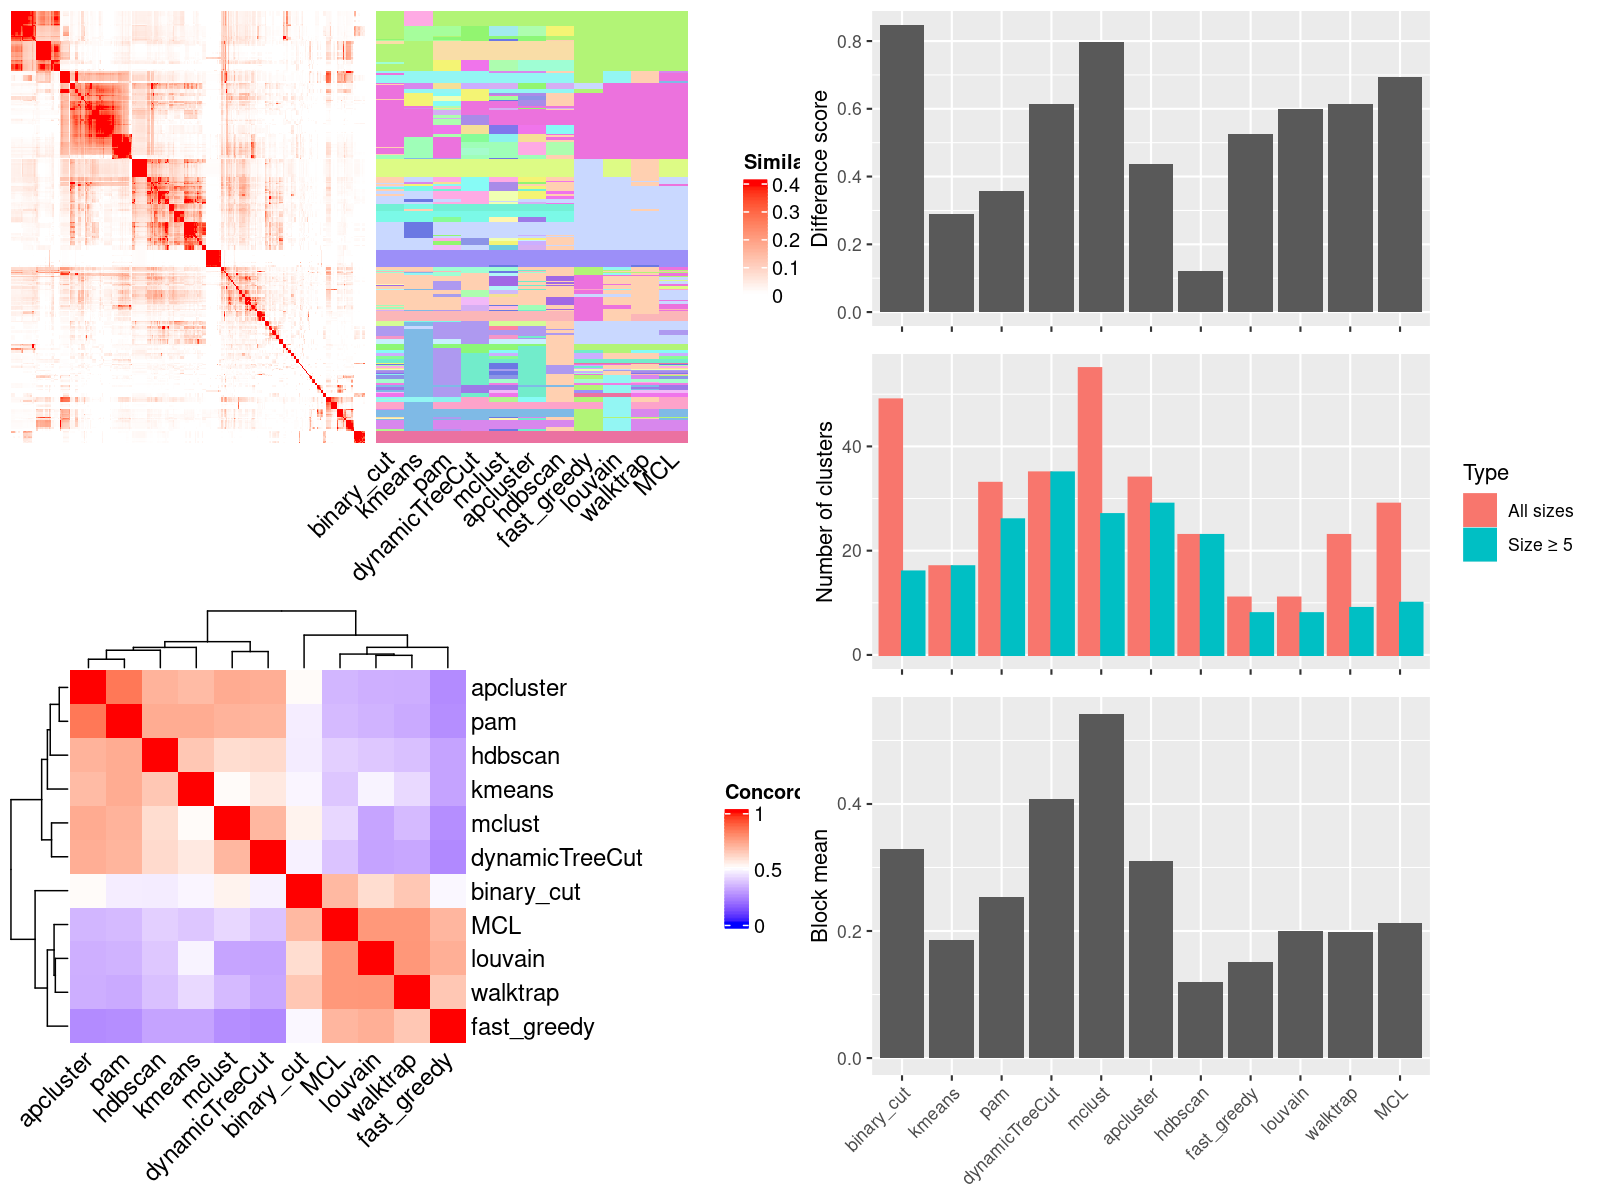 Simila
0.4
0.3
0.2
0.1
0
binary_cut
kmeans
pam
dynamicTreeCut
mclust
apcluster
hdbscan
fast_greedy
louvain
walktrap
MCL
Difference score
0.8
0.6
0.4
0.2
0.0
Number of clusters
40
20
0
Type
All sizes
Size ≥ 5
apcluster
pam
hdbscan
kmeans
mclust
dynamicTreeCut
binary_cut
MCL
louvain
walktrap
fast_greedy
apcluster
pam
hdbscan
kmeans
mclust
dynamicTreeCut
binary_cut
MCL
louvain
walktrap
fast_greedy
Concord
1
0.5
0
Block mean
0.4
0.2
0.0
binary_cut
kmeans
pam
dynamicTreeCut
mclust
apcluster
hdbscan
fast_greedy
louvain
walktrap
MCL